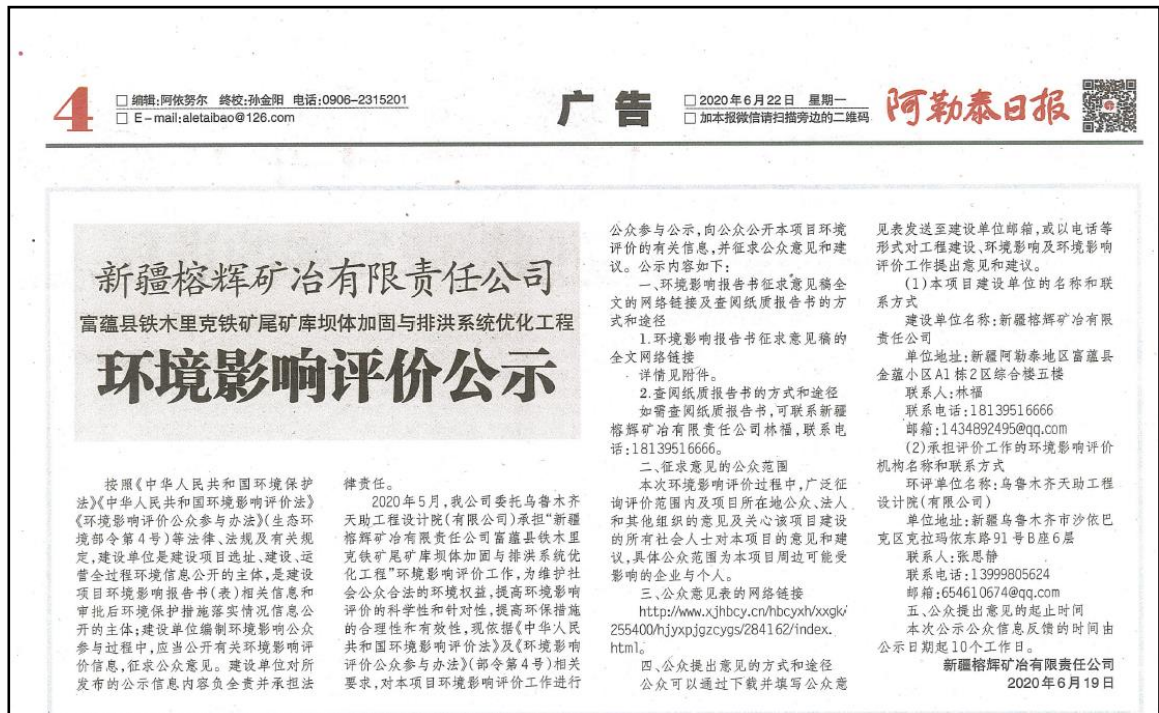 4
□ 编辑:阿依努尔 终校:孙金阳 电话:0906-2315201
□ E-mail:aletaibao@126.com
广告
□ 2020年6月22日 星期一
□ 加本报微信请扫描旁边的二维码
阿勒泰日报
新疆榕辉矿冶有限责任公司
富蕴县铁木里克铁矿尾矿库坝体加固与排洪系统优化工程
环境影响评价公示
按照《中华人民共和国环境保护
法》《中华人民共和国环境影响评价法》
《环境影响评价公众参与办法》(生态环
境部令第4号)等法律、法规及有关规
定,建设单位是建设项目选址、建设、运
营全过程环境信息公开的主体,是建设
项目环境影响报告书(表)相关信息和
审批后环境保护措施落实情况信息公
开的主体;建设单位编制环境影响公众
参与过程中,应当公开有关环境影响评
价信息,征求公众意见。建设单位对所
发布的公示信息内容负全责并承担法
律责任。
2020年5月,我公司委托乌鲁木齐
天助工程设计院(有限公司)承担“新疆
榕辉矿冶有限责任公司富蕴县铁木里
克铁矿尾矿库坝体加固与排洪系统优
化工程”环境影响评价工作,为维护社
会公众合法的环境权益,提高环境影响
评价的科学性和针对性,提高环保措施
的合理性和有效性,现依据《中华人民
共和国环境影响评价法》及《环境影响
评价公众参与办法》(部令第4号)相关
要求,对本项目环境影响评价工作进行
公众参与公示,向公众公开本项目环境
评价的有关信息,并征求公众意见和建
议。公示内容如下:
一、环境影响报告书征求意见稿全
文的网络链接及查阅纸质报告书的方
式和途径
1.环境影响报告书征求意见稿的
全文网络链接
详情见附件。
2.查阅纸质报告书的方式和途径
如需查阅纸质报告书,可联系新疆
榕辉矿冶有限责任公司林福,联系电
话:18139516666。
二、征求意见的公众范围
本次环境影响评价过程中,广泛征
询评价范围内及项目所在地公众、法人
和其他组织的意见及关心该项目建设
的所有社会人士对本项目的意见和建
议,具体公众范围为本项目周边可能受
影响的企业与个人。
三、公众意见表的网络链接
http://www.xjhbcy.cn/hbcyxh/xxgk/
255400/hjyxpjgzcygs/284162/index.
html。
四、公众提出意见的方式和途径
公众可以通过下载并填写公众意
见表发送至建设单位邮箱,或以电话等
形式对工程建设、环境影响及环境影响
评价工作提出意见和建议。
(1)本项目建设单位的名称和联
系方式
建设单位名称:新疆榕辉矿冶有限
责任公司
单位地址:新疆阿勒泰地区富蕴县
金蕴小区A1栋2区综合楼五楼
联系人:林福
联系电话:18139516666
邮箱:1434892495@qq.com
(2)承担评价工作的环境影响评价
机构名称和联系方式
环评单位名称:乌鲁木齐天助工程
设计院(有限公司)
单位地址:新疆乌鲁木齐市沙依巴
克区克拉玛依东路91号B座6层
联系人:张思静
联系电话:13999805624
邮箱:654610674@qq.com
五、公众提出意见的起止时间
本次公示公众信息反馈的时间由
公示日期起10个工作日。
新疆榕辉矿冶有限责任公司
2020年6月19日